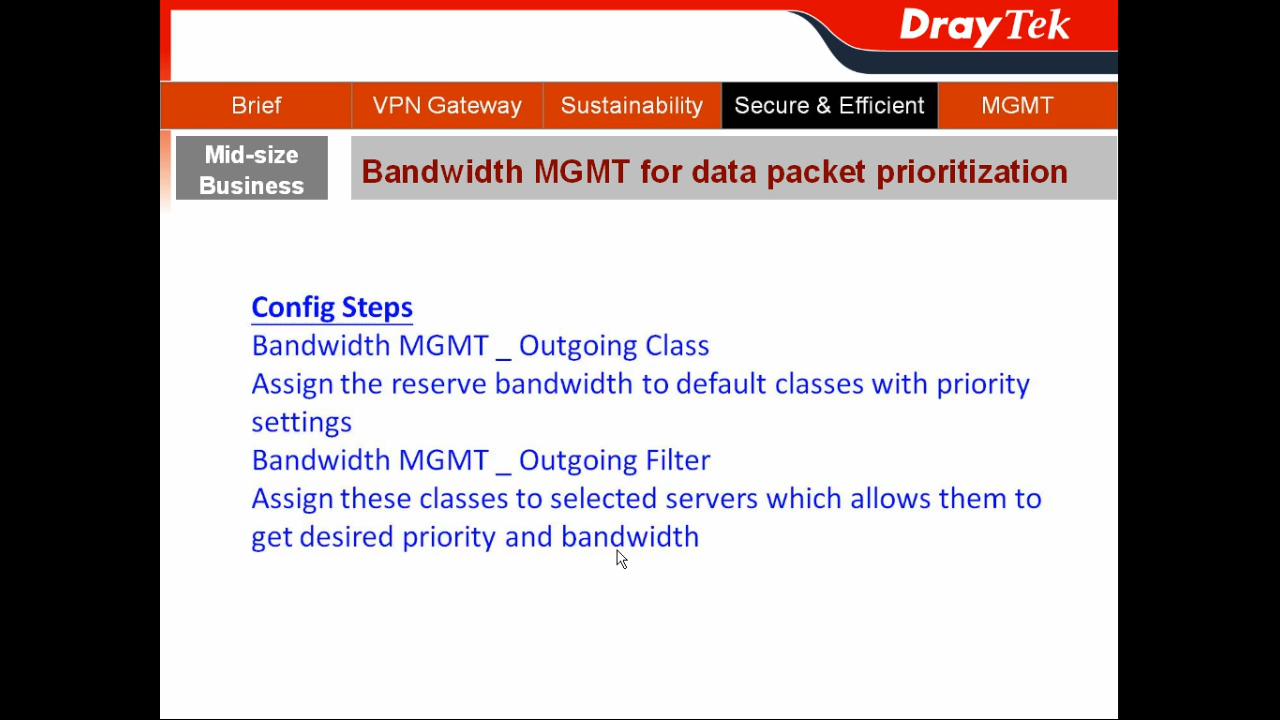 DrayTek
Brief VPN Gateway Sustainability Secure & Efficient MGMT
Mid-size
Business
Bandwidth MGMT for data packet prioritization
Config Steps
Bandwidth MGMT _ Outgoing Class
Assign the reserve bandwidth to default classes with priority
settings
Bandwidth MGMT _ Outgoing Filter
Assign these classes to selected servers which allows them to
get desired priority and bandwidth